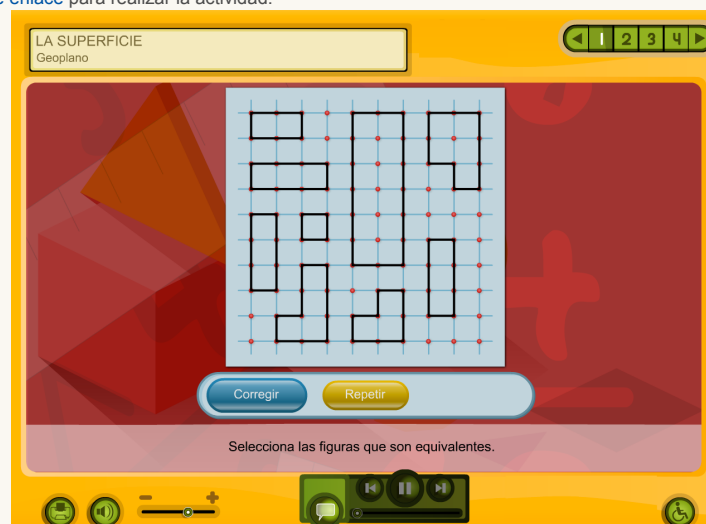 e enlace para realizar la actividad.
LA SUPERFICIE
Geoplano
1 2 3 4
Corregir
Repetir
Selecciona las figuras que son equivalentes.